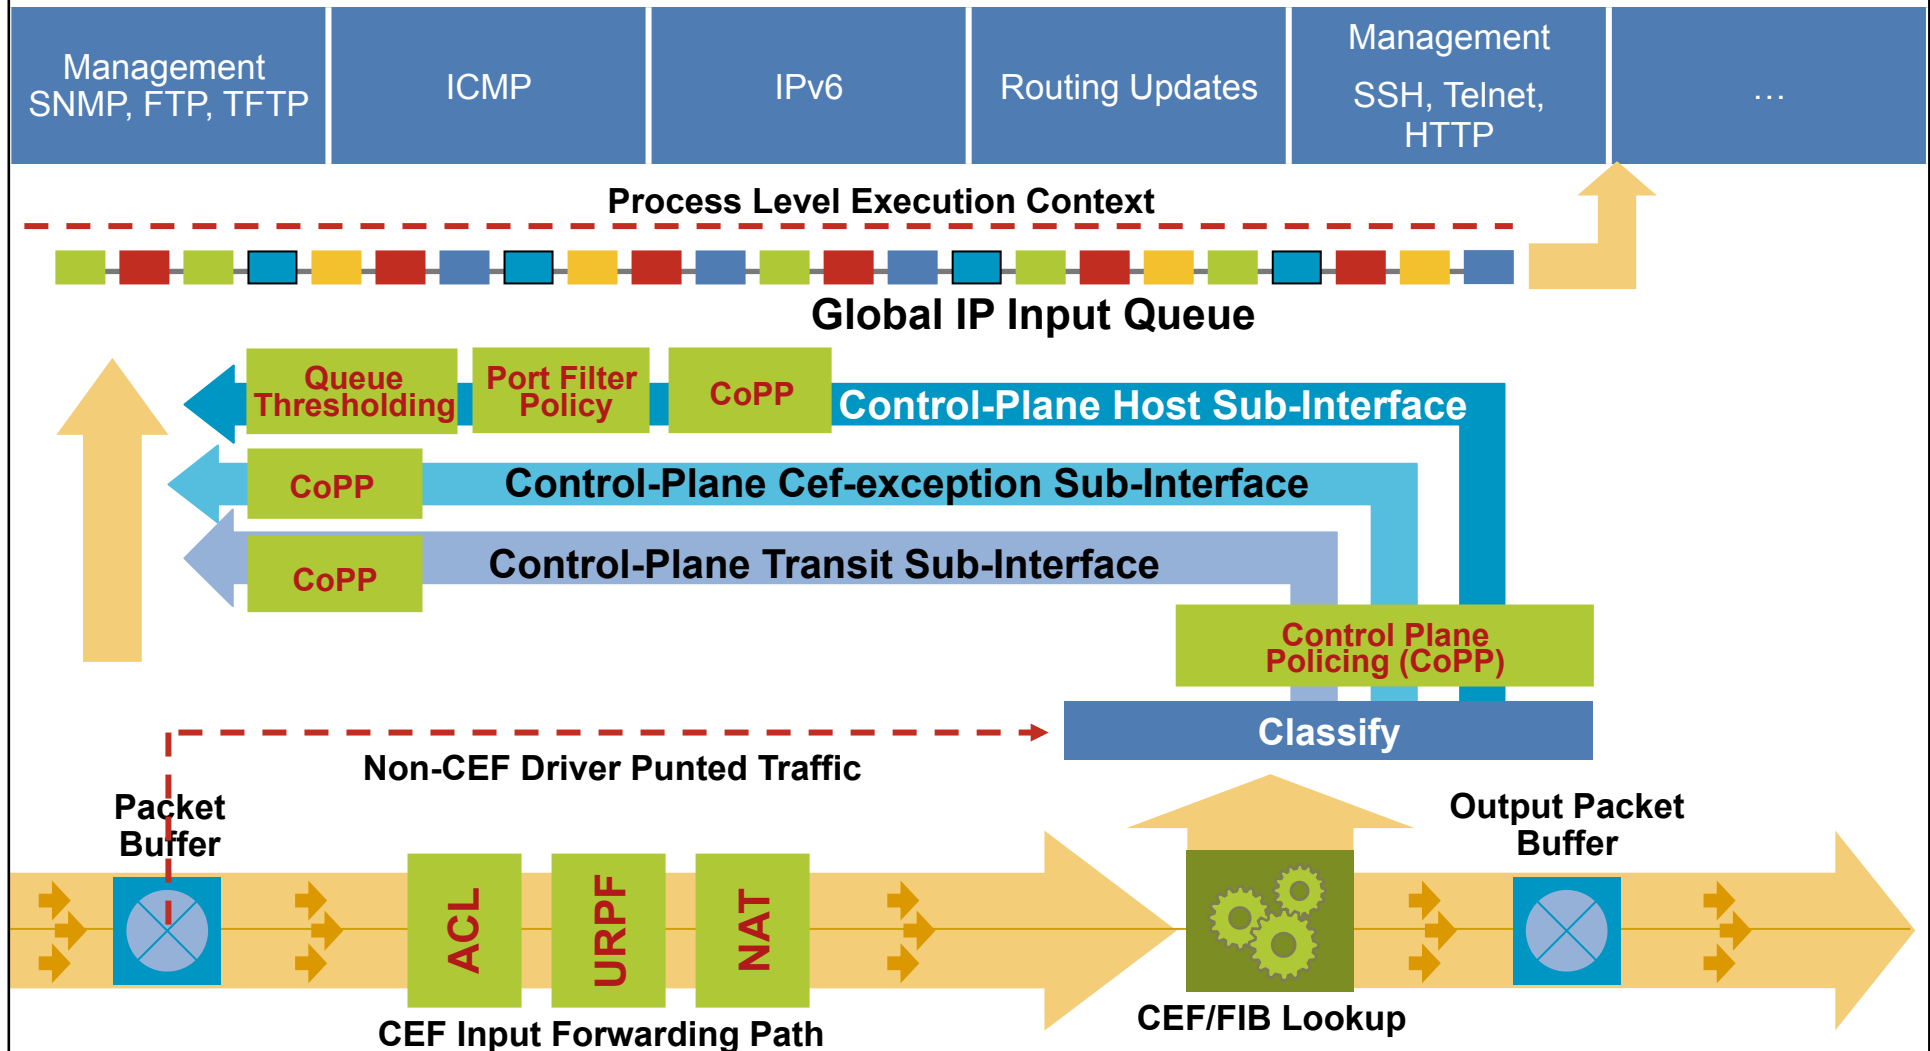 Management
SNMP, FTP, TFTP
ICMP
IPv6
Routing Updates
Management
SSH, Telnet,
HTTP
...
Process Level Execution Context
Global IP Input Queue
Queue
Thresholding
Port Filter
Policy
CoPP
Control-Plane Host Sub-Interface
CoPP
Control-Plane Cef-exception Sub-Interface
CoPP
Control-Plane Transit Sub-Interface
Control Plane
Policing (CoPP)
Classify
Non-CEF Driver Punted Traffic
Packet
Buffer
Output Packet
Buffer
ACL
URPF
NAT
CEF Input Forwarding Path
CEF/FIB Lookup